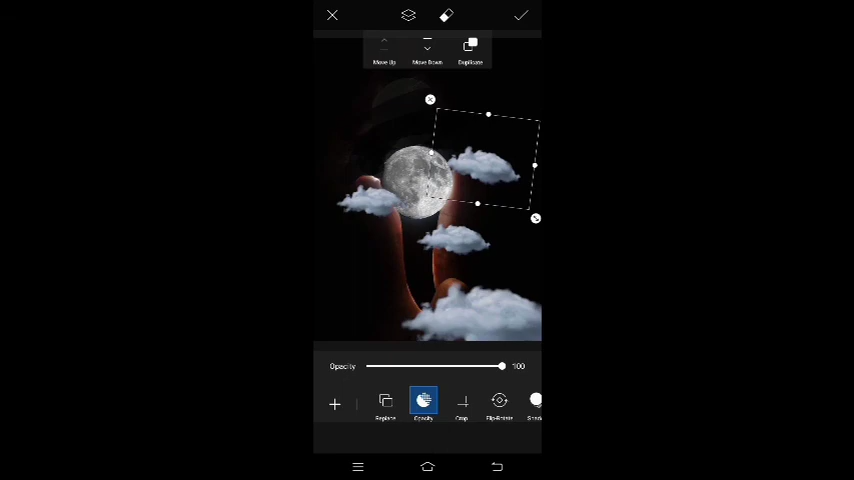 Move Up
Move Down
Duplicate
Opacity
100
Replace
Opacity
Crop
Flip-Rotate